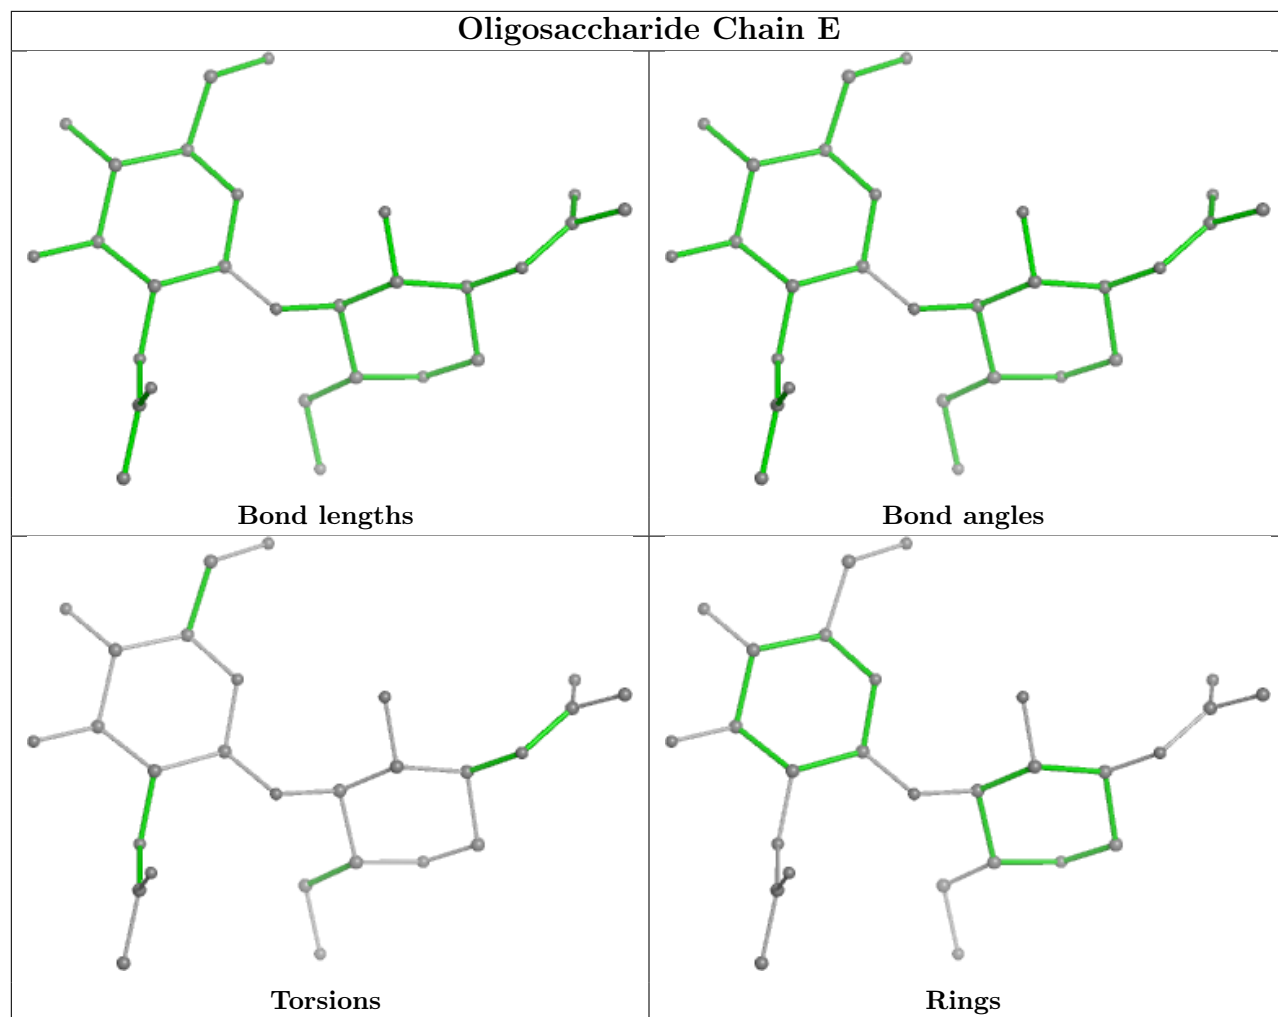 Oligosaccharide Chain E
Bond lengths
Bond angles
Torsions
Rings